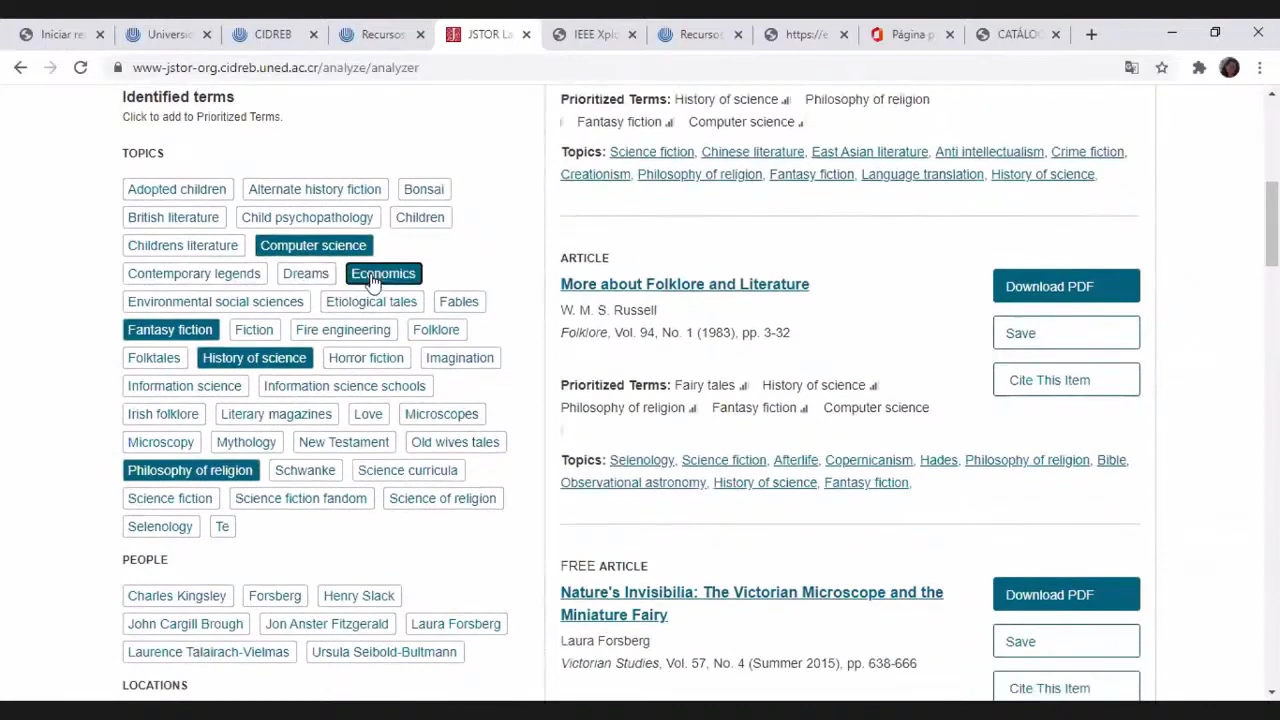 Iniciar re
Universi
CIDREB
Recursos
JSTOR La
IEEE Xpl
Recursos
https://e
Página p
CATÁLO
www-jstor-org.cidreb.uned.ac.cr/analyze/analyzer
Identified terms
Click to add to Prioritized Terms.
TOPICS
Adopted children Alternate history fiction Bonsai
British literature Child psychopathology Children
Childrens literature Computer science
Contemporary legends Dreams Economics
Environmental social sciences Etiological tales Fables
Fantasy fiction Fiction Fire engineering Folklore
Folktales History of science Horror fiction Imagination
Information science Information science schools
Irish folklore Literary magazines Love Microscopes
Microscopy Mythology New Testament Old wives tales
Philosophy of religion Schwanke Science curricula
Science fiction Science fiction fandom Science of religion
Selenology Te
PEOPLE
Charles Kingsley Forsberg Henry Slack
John Cargill Brough Jon Anster Fitzgerald Laura Forsberg
Laurence Talairach-Vielmas Ursula Seibold-Bultmann
LOCATIONS
Prioritized Terms: History of science Philosophy of religion
Fantasy fiction Computer science
Topics: Science fiction, Chinese literature, East Asian literature, Anti intellectualism, Crime fiction,
Creationism, Philosophy of religion, Fantasy fiction, Language translation, History of science,
ARTICLE
More about Folklore and Literature
W. M. S. Russell
Folklore, Vol. 94, No. 1 (1983), pp. 3-32
Download PDF
Save
Cite This Item
Prioritized Terms: Fairy tales History of science
Philosophy of religion Fantasy fiction Computer science
Topics: Selenology, Science fiction, Afterlife, Copernicanism, Hades, Philosophy of religion, Bible,
Observational astronomy, History of science, Fantasy fiction,
FREE ARTICLE
Nature's Invisibilia: The Victorian Microscope and the
Miniature Fairy
Laura Forsberg
Victorian Studies, Vol. 57, No. 4 (Summer 2015), pp. 638-666
Download PDF
Save
Cite This Item